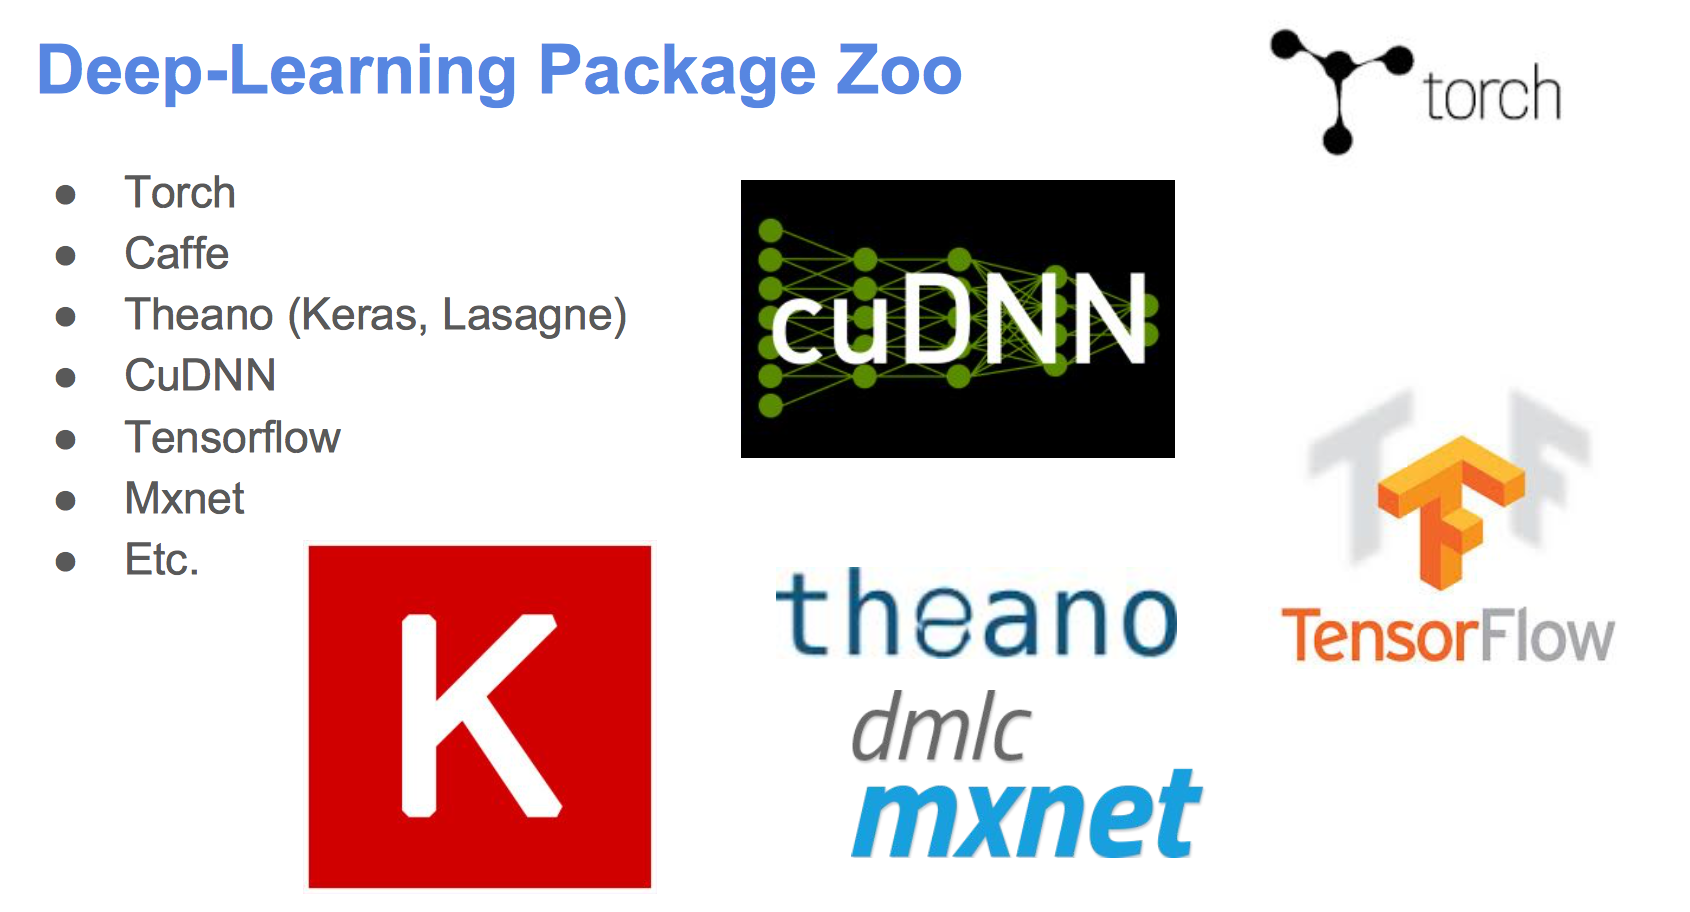 Deep-Learning Package Zoo
torch
● Torch
● Caffe
● Theano (Keras, Lasagne)
● CuDNN
● Tensorflow
● Mxnet
● Etc.
cuDNN
TF
TensorFlow
K
theano
dmlc
mxnet